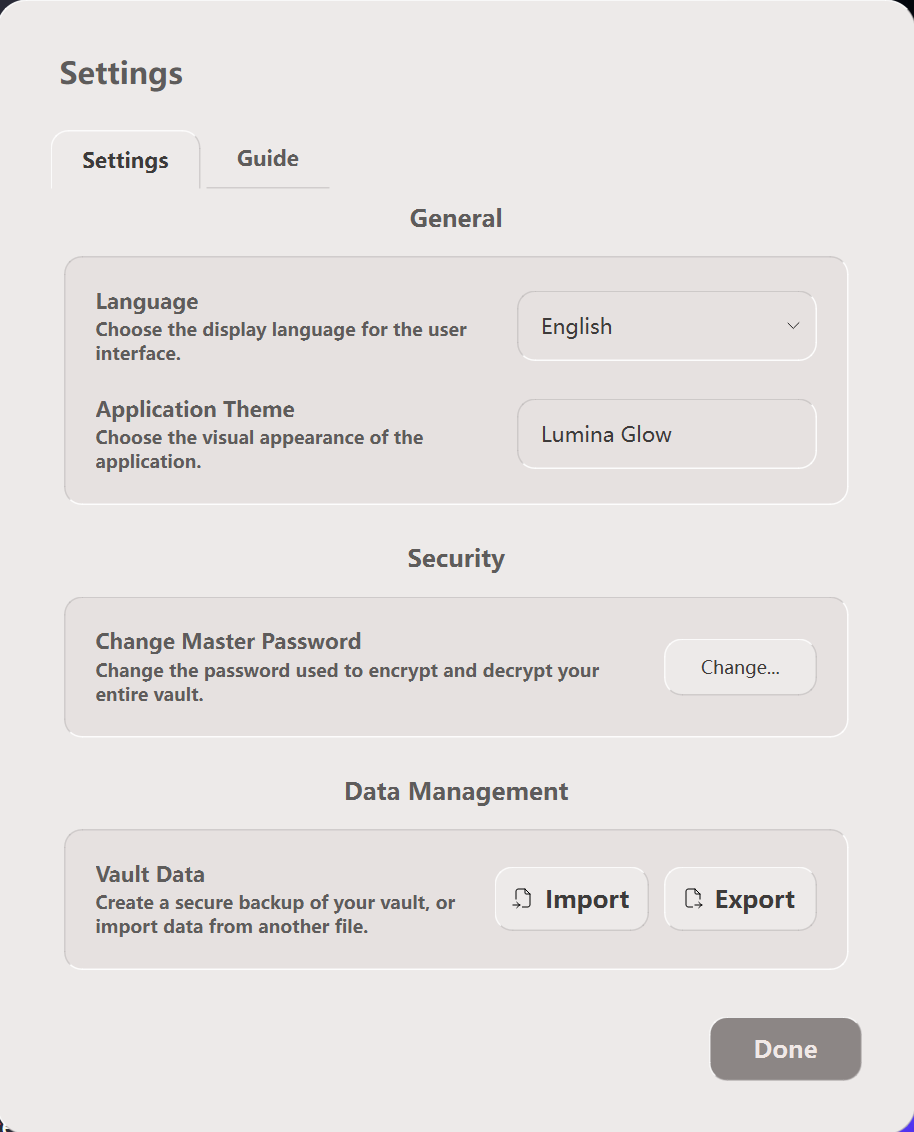 Settings
Settings
Guide
General
Language
Choose the display language for the user
interface.
English
Application Theme
Choose the visual appearance of the
application.
Lumina Glow
Security
Change Master Password
Change the password used to encrypt and decrypt your
entire vault.
Change...
Data Management
Vault Data
Create a secure backup of your vault, or
import data from another file.
Import
Export
Done